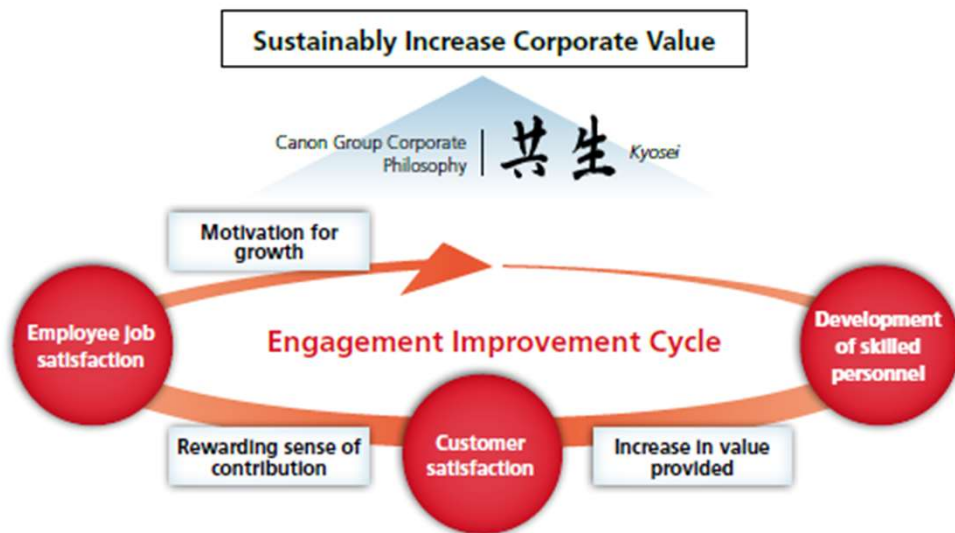 Sustainably Increase Corporate Value
Canon Group Corporate
Philosophy
共生 Kyosei
Motivation for
growth
Employee job
satisfaction
Engagement Improvement Cycle
Development
of skilled
personnel
Rewarding sense of
contribution
Customer
satisfaction
Increase in value
provided